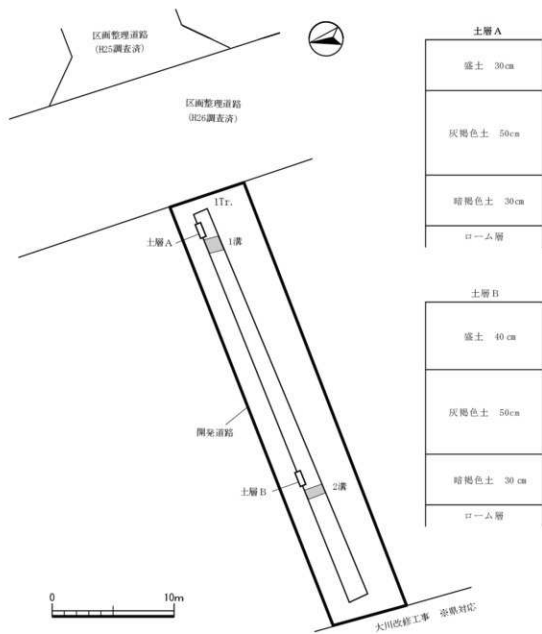 区画整理道路
(H25調査済)
区画整理道路
(H26調査済)
1Tr.
土層A
1溝
開発道路
土層B
2溝
0
10m
大川改修工事 ※県対応
土層A
盛土 30cm
灰褐色土 50cm
暗褐色土 30cm
ローム層
土層B
盛土 40cm
灰褐色土 50cm
暗褐色土 30cm
ローム層